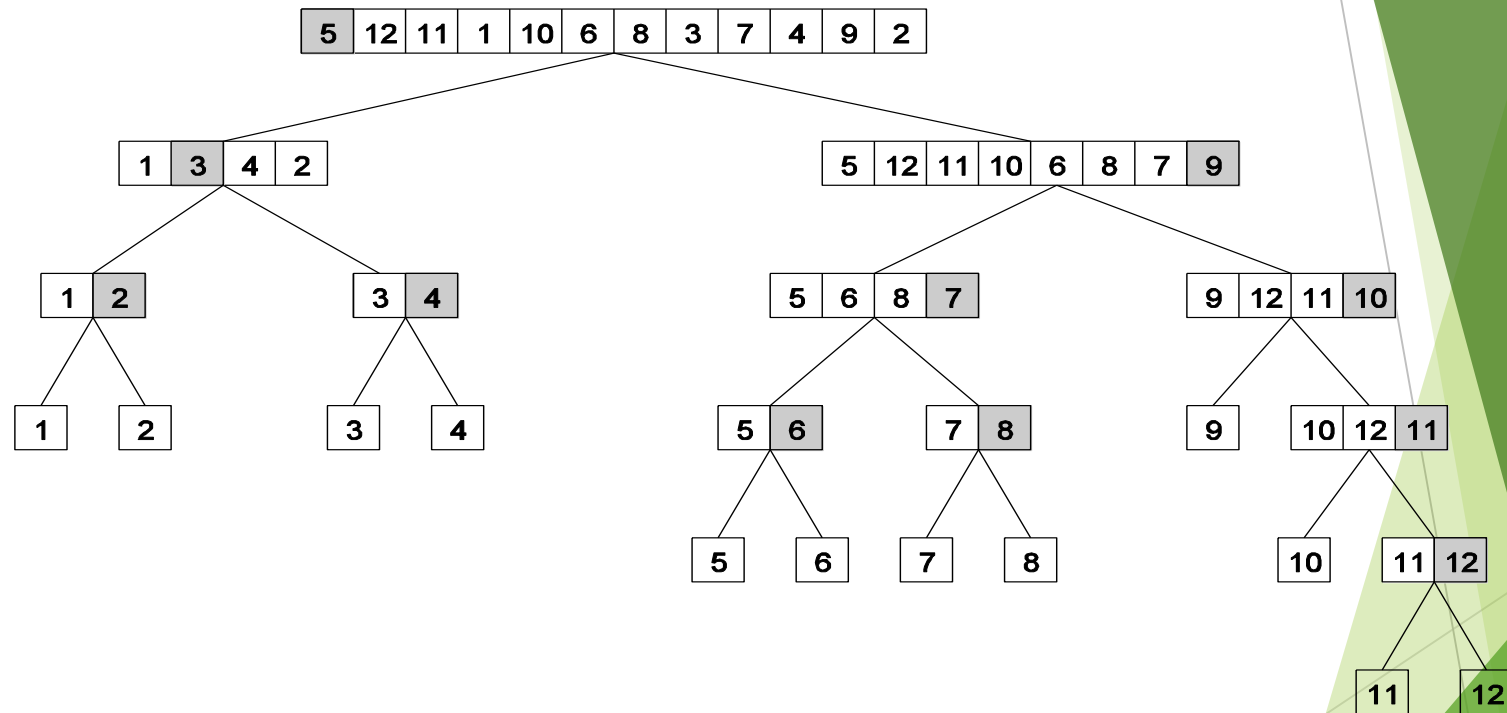 5 12 11 1 10 6 8 3 7 4 9 2
1 3 4 2 5 12 11 10 6 8 7 9
1 2 3 4 5 6 8 7 9 12 11 10
1 2 3 4 5 6 7 8 9 10 12 11
5 6 7 8 10 11 12
11 12